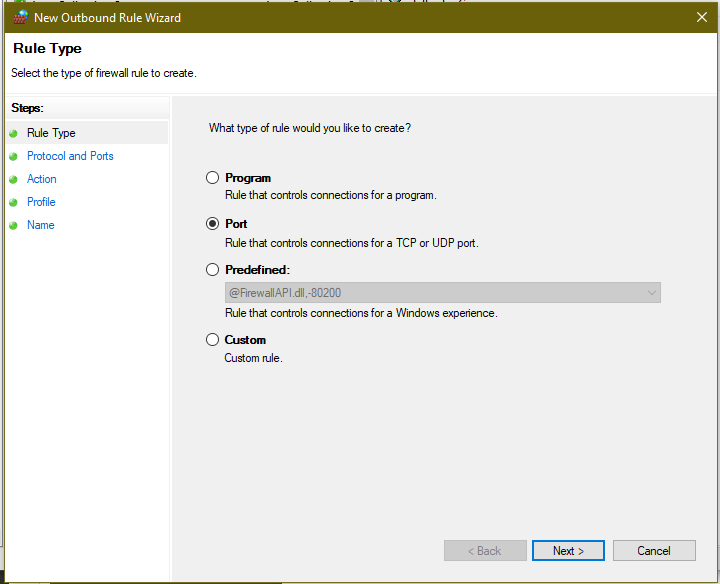 New Outbound Rule Wizard
Rule Type
Select the type of firewall rule to create.
Steps:
Rule Type
Protocol and Ports
Action
Profile
Name
What type of rule would you like to create?
Program
Rule that controls connections for a program.
Port
Rule that controls connections for a TCP or UDP port.
Predefined:
@FirewallAPI.dll,-80200
Rule that controls connections for a Windows experience.
Custom
Custom rule.
< Back
Next >
Cancel